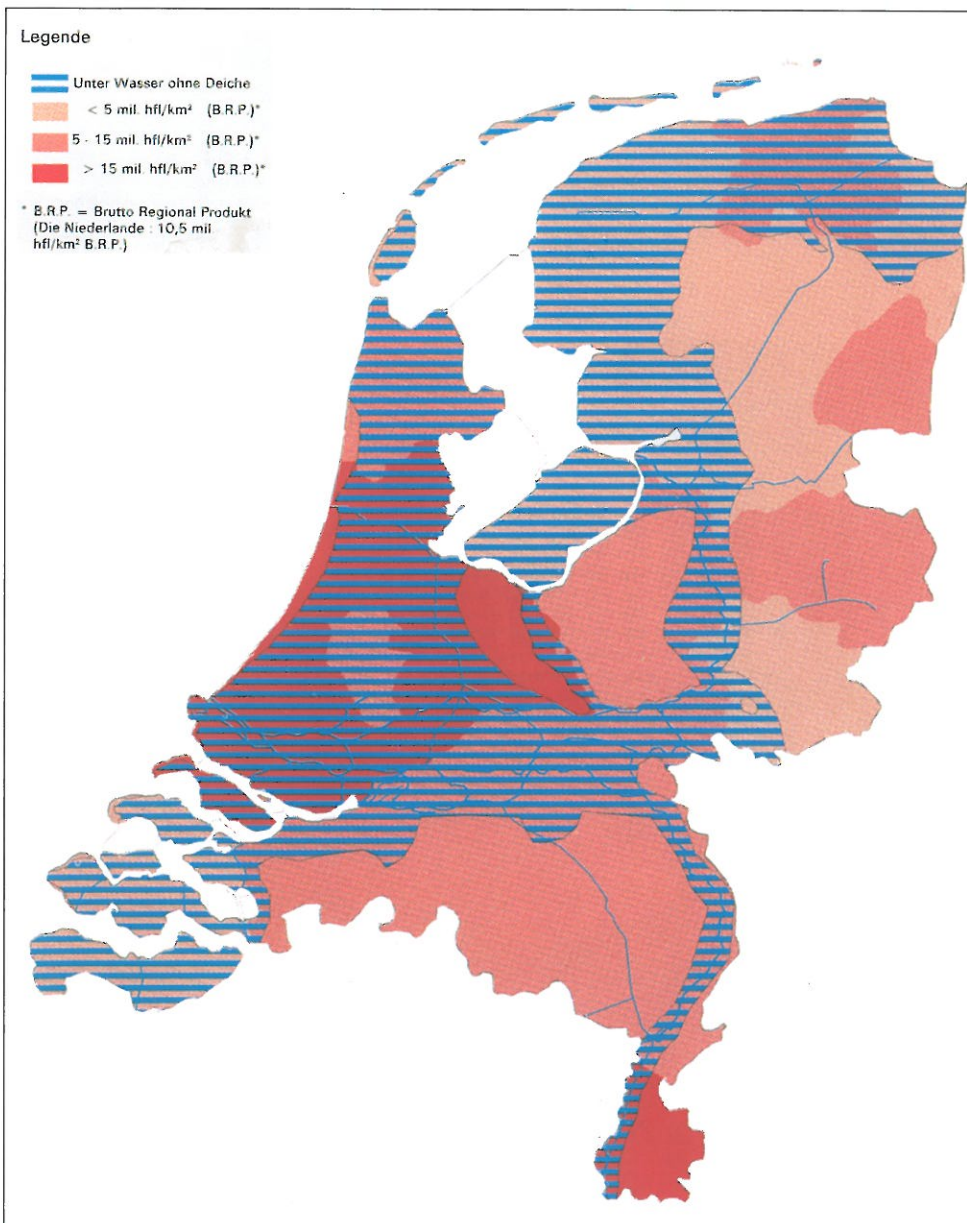 Legende
Unter Wasser ohne Deiche
< 5 mil. hfl/km² (B.R.P.)*
5 - 15 mil. hfl/km² (B.R.P.)*
> 15 mil. hfl/km² (B.R.P.)*
* B.R.P. = Brutto Regional Produkt
(Die Niederlande : 10,5 mil.
hfl/km² B.R.P.)